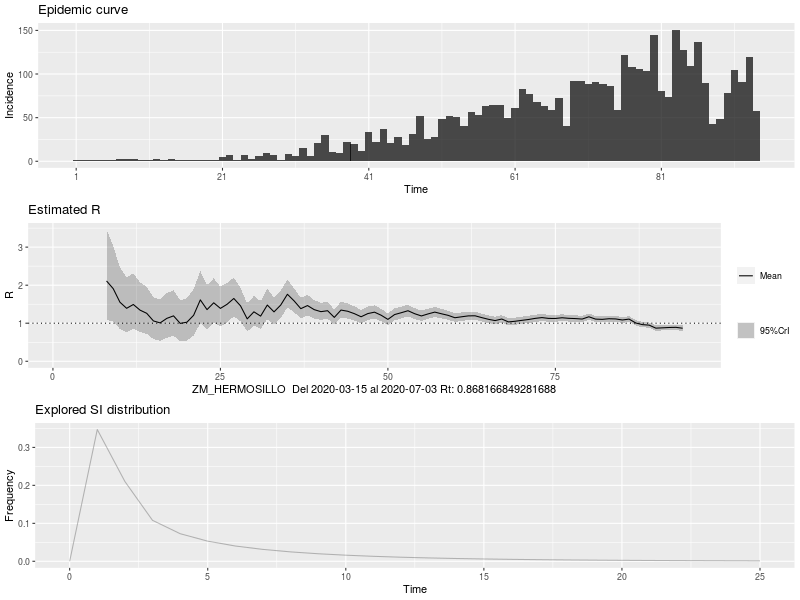 Epidemic curve
150
100
50
0
Incidence
1 21 41 61 81
Time
Estimated R
3
2
1
0
R
Mean
95%CrI
0 25 50 75
ZM_HERMOSILLO Del 2020-03-15 al 2020-07-03 Rt: 0.868166849281688
Explored SI distribution
0.3
0.2
0.1
0.0
Frequency
0 5 10 15 20 25
Time